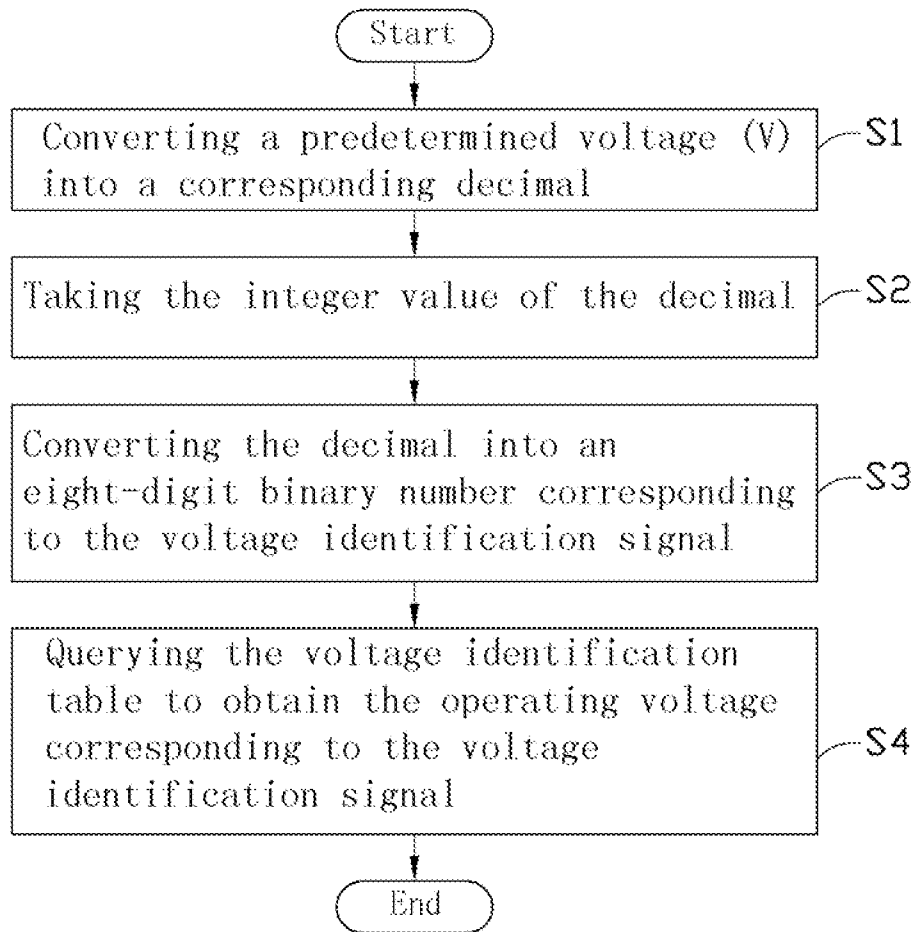 Start
Converting a predetermined voltage (V)
into a corresponding decimal
S1
Taking the integer value of the decimal
S2
Converting the decimal into an
eight-digit binary number corresponding
to the voltage identification signal
S3
Querying the voltage identification
table to obtain the operating voltage
corresponding to the voltage
identification signal
S4
End